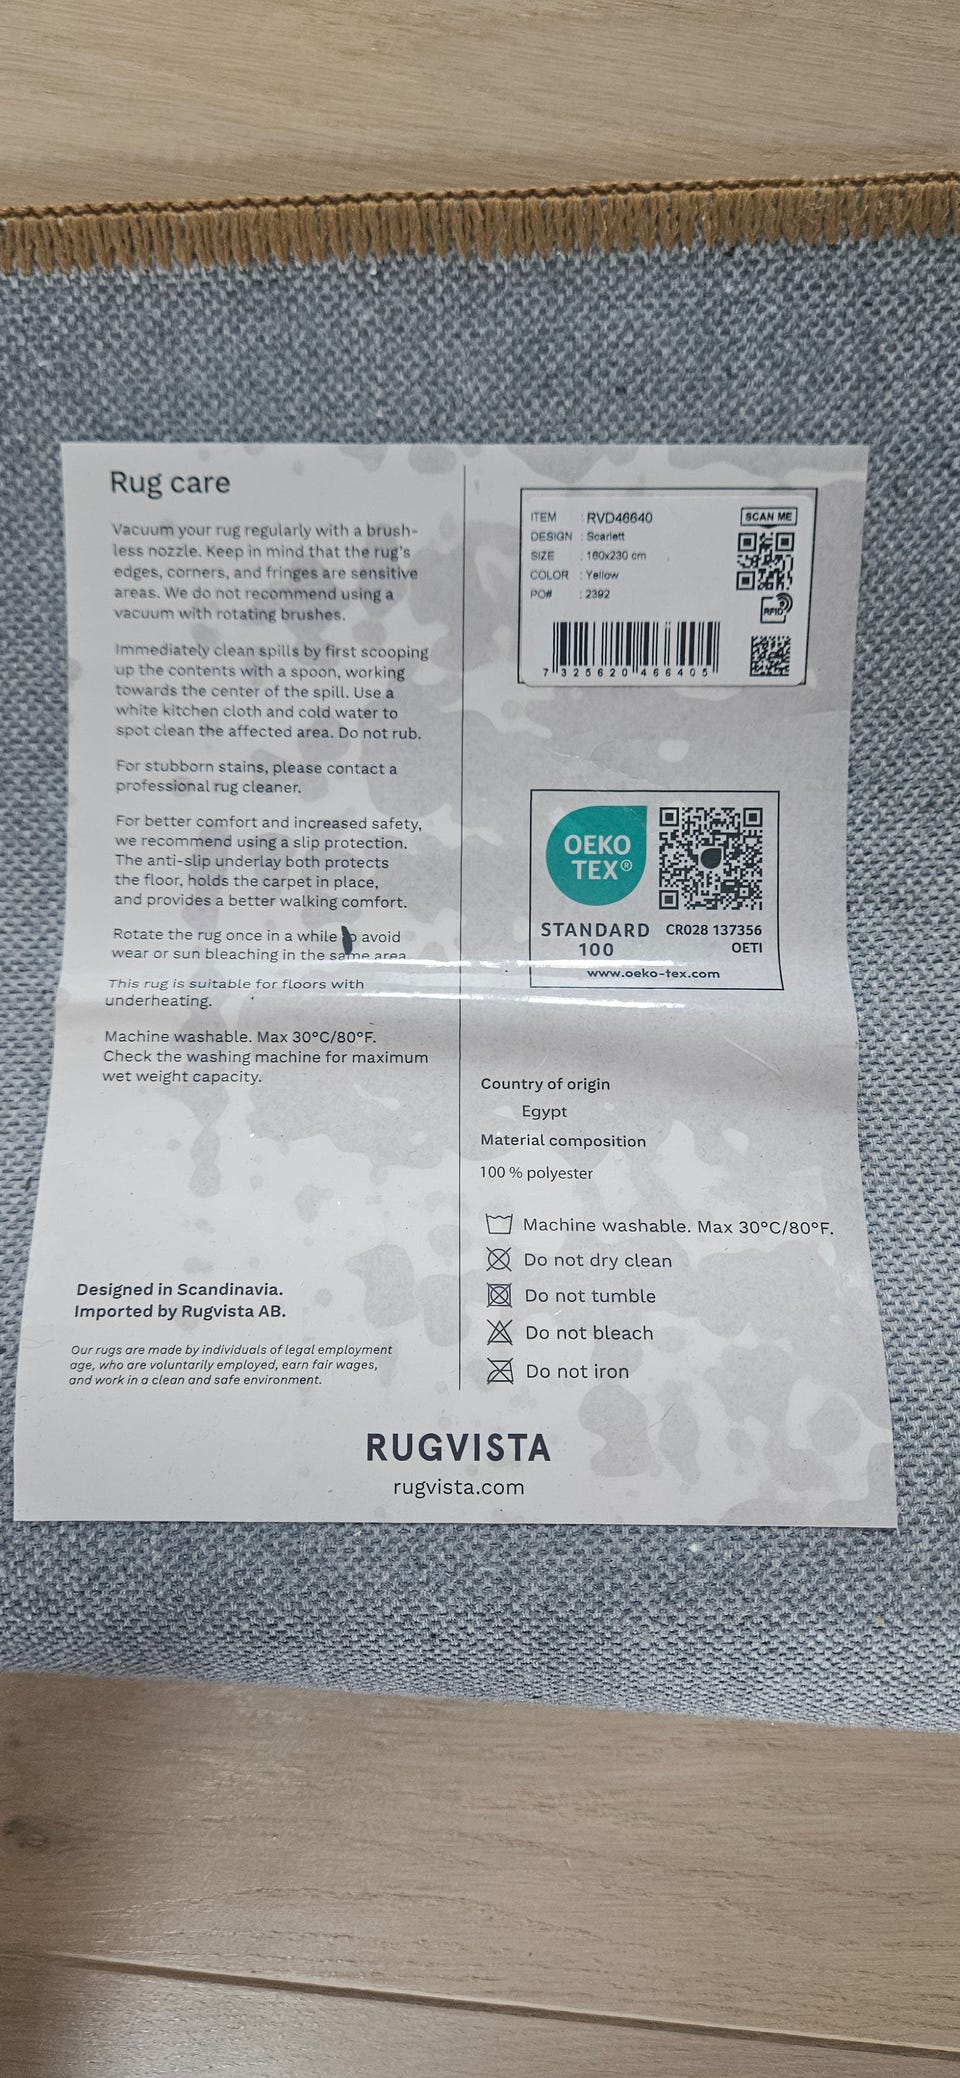 Rug care
Vacuum your rug regularly with a brush-
less nozzle. Keep in mind that the rug's
edges, corners, and fringes are sensitive
areas. We do not recommend using a
vacuum with rotating brushes.
Immediately clean spills by first scooping
up the contents with a spoon, working
towards the center of the spill. Use a
white kitchen cloth and cold water to
spot clean the affected area. Do not rub.
For stubborn stains, please contact a
professional rug cleaner.
For better comfort and increased safety,
we recommend using a slip protection.
The anti-slip underlay both protects
the floor, holds the carpet in place,
and provides a better walking comfort.
Rotate the rug once in a while to avoid
wear or sun bleaching in the same area
This rug is suitable for floors with
underheating.
Machine washable. Max 30°C/80°F.
Check the washing machine for maximum
wet weight capacity.
Designed in Scandinavia.
Imported by Rugvista AB.
Our rugs are made by individuals of legal employment
age, who are voluntarily employed, earn fair wages,
and work in a clean and safe environment.
ITEM : RVD46640
DESIGN : Scarlett
SIZE : 160x230 cm
COLOR : Yellow
PO# : 2392
SCAN ME
RFID
7 325620 466405
OEKO
TEX®
STANDARD
100
CR028 137356
OETI
www.oeko-tex.com
Country of origin
Egypt
Material composition
100 % polyester
Machine washable. Max 30°C/80°F.
Do not dry clean
Do not tumble
Do not bleach
Do not iron
RUGVISTA
rugvista.com